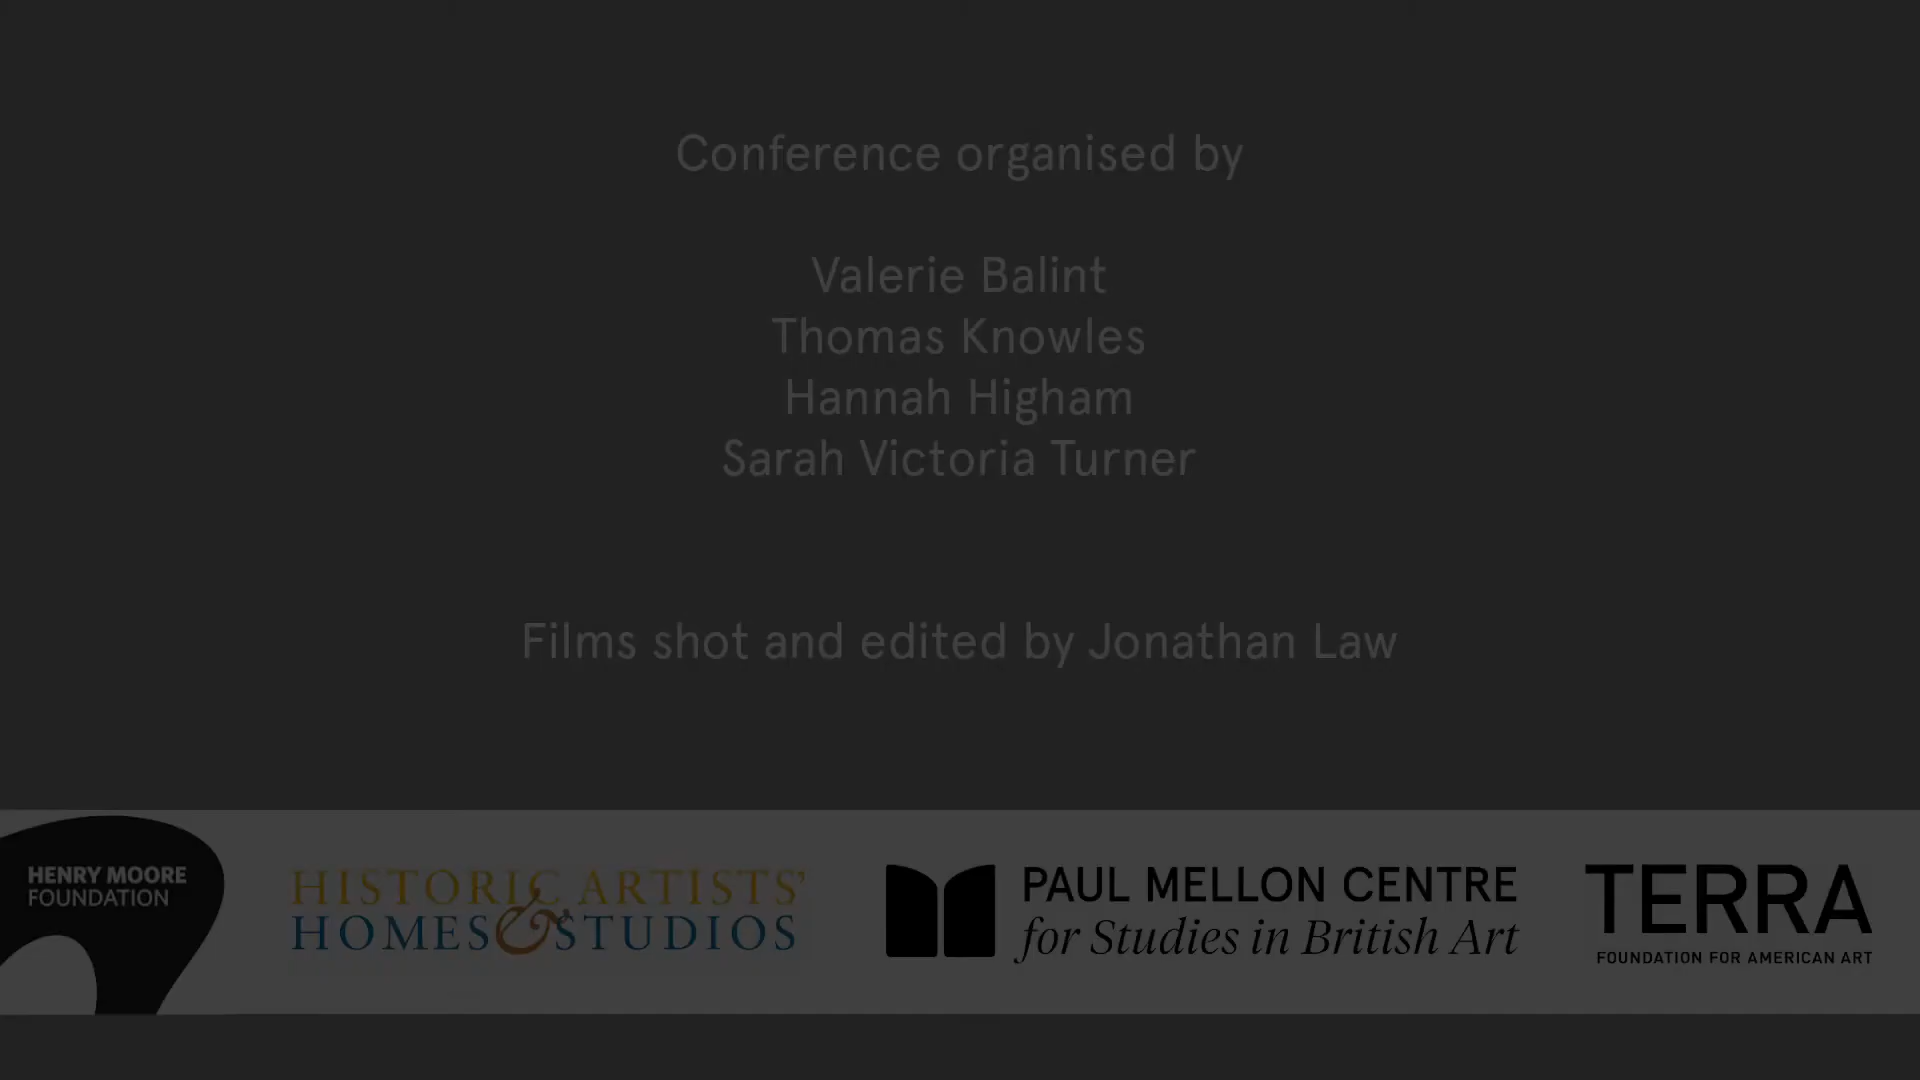 Conference organised by
Valerie Balint
Thomas Knowles
Hannah Higham
Sarah Victoria Turner
Films shot and edited by Jonathan Law
HENRY MOORE
FOUNDATION
HISTORIC ARTISTS'
HOMES & STUDIOS
PAUL MELLON CENTRE
for Studies in British Art
TERRA
FOUNDATION FOR AMERICAN ART